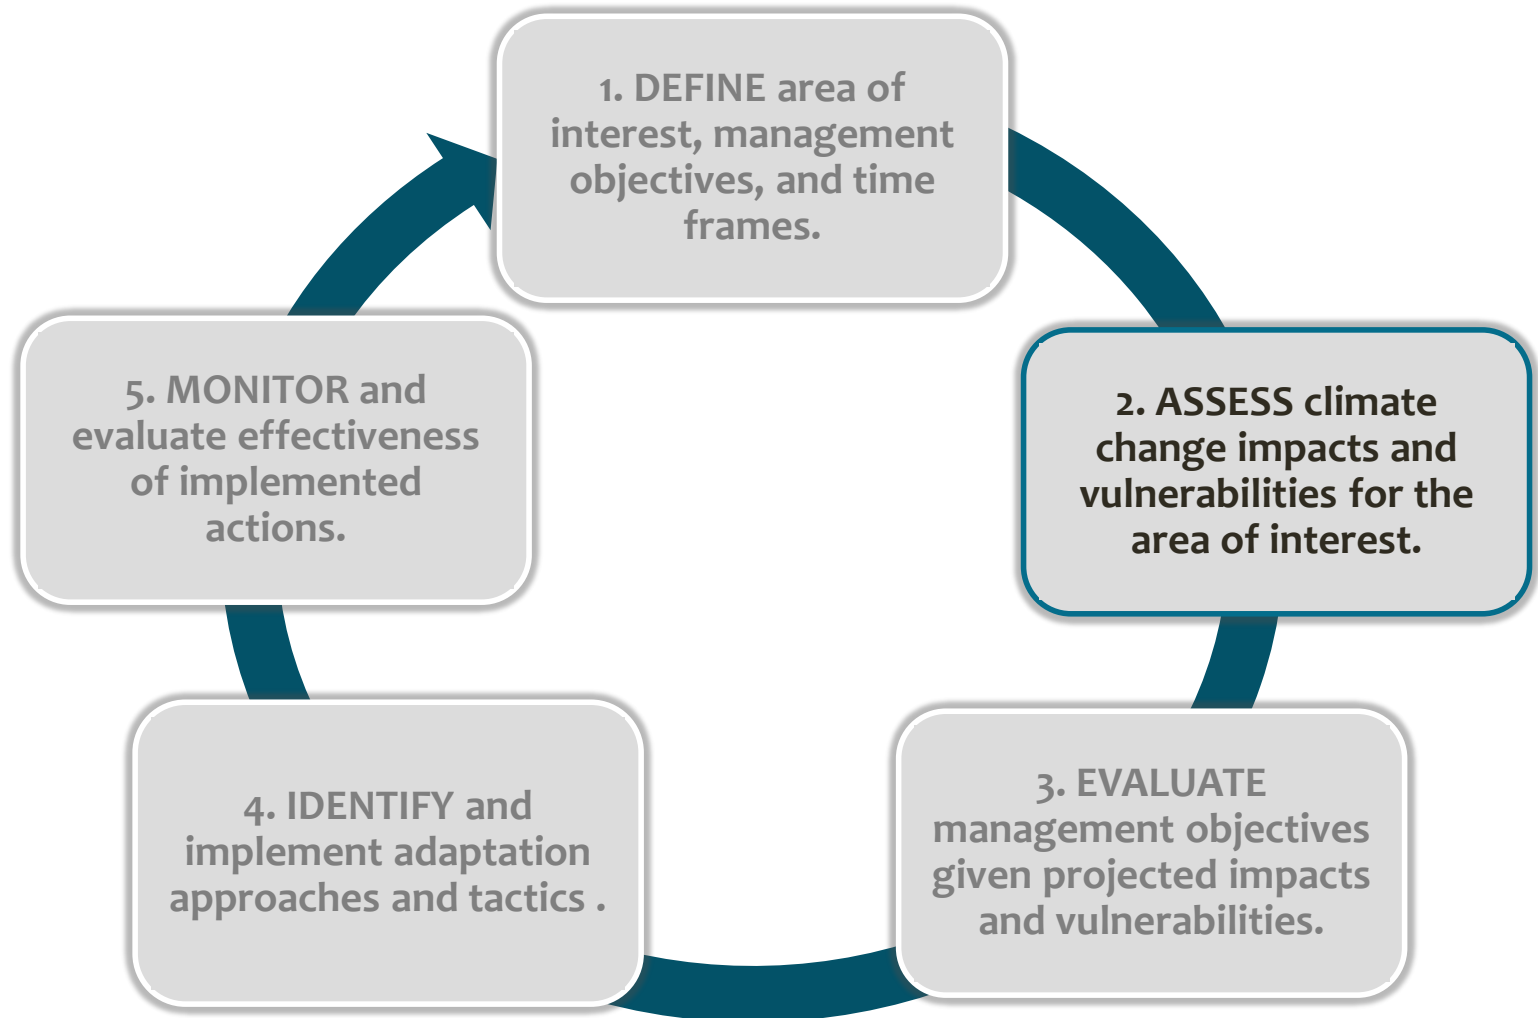 1. DEFINE area of
interest, management
objectives, and time
frames.
2. ASSESS climate
change impacts and
vulnerabilities for the
area of interest.
3. EVALUATE
management objectives
given projected impacts
and vulnerabilities.
4. IDENTIFY and
implement adaptation
approaches and tactics .
5. MONITOR and
evaluate effectiveness
of implemented
actions.